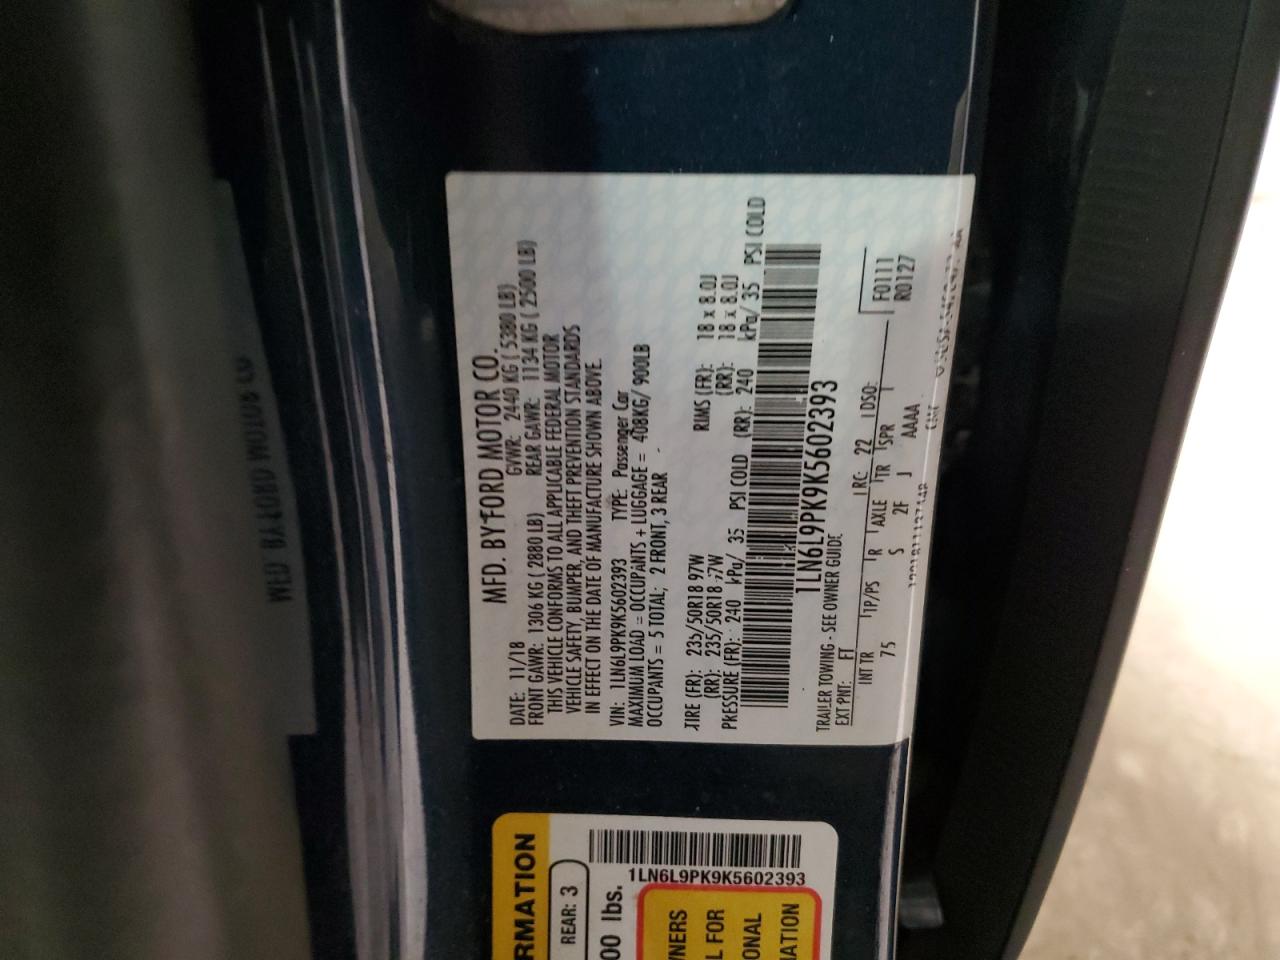 MFD. BY FORD MOTOR CO.
DATE: 11/18 GVWR: 2440 KG ( 5380 LB)
FRONT GAWR: 1306 KG ( 2880 LB) REAR GAWR: 1134 KG ( 2500 LB)
THIS VEHICLE CONFORMS TO ALL APPLICABLE FEDERAL MOTOR
VEHICLE SAFETY, BUMPER, AND THEFT PREVENTION STANDARDS
IN EFFECT ON THE DATE OF MANUFACTURE SHOWN ABOVE.
VIN: 1LN6L9PK9K5602393 TYPE: Passenger Car
MAXIMUM LOAD = OCCUPANTS + LUGGAGE = 408KG/ 900LB
OCCUPANTS = 5 TOTAL; 2 FRONT, 3 REAR
TIRE (FR): 235/50R18 97W RIMS (FR): 18 x 8.0J
(RR): 235/50R18 (RR): 18 x 8.0J
PRESSURE (FR): 240 kPa/ 35 PSI COLD (RR): 240 kPa/ 35 PSI COLD
1LN6L9PK9K5602393
TRAILER TOWING - SEE OWNER GUIDE
EXT PNT: FT RC: 22 DSO: F0111
INT TR TP/PS R AXLE TR SPR R0127
75 S 2F J AAAA
RMATION
REAR: 3
00 lbs.
1LN6L9PK9K5602393
NERS
L FOR
ONAL
MATION